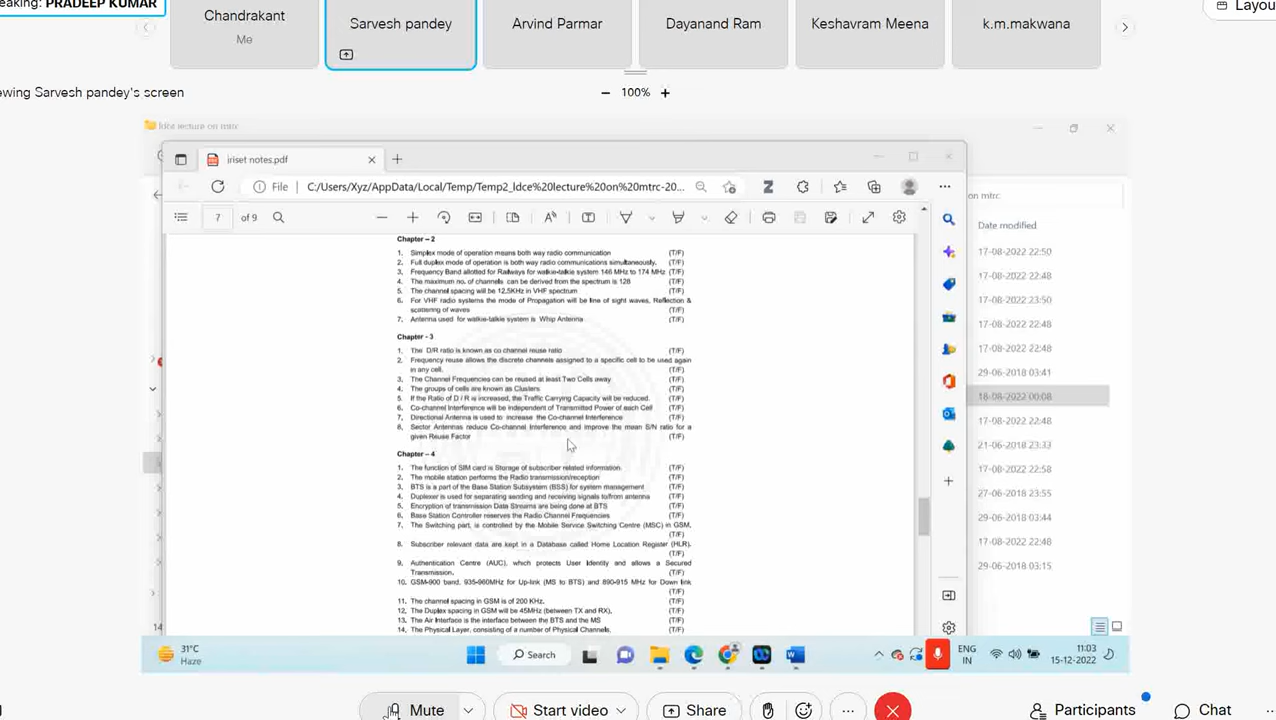 eaking: PRADEEP KUMAR
Chandrakant
Me
Sarvesh pandey
Arvind Parmar
Dayanand Ram
Keshavram Meena
k.m.makwana
Layou
ewing Sarvesh pandey's screen
100%
ldce lecture on mtrc
iriset notes.pdf
File C:/Users/Xyz/AppData/Local/Temp/Temp2_ldce%20lecture%20on%20mtrc-20...
on mtrc
7 of 9
Date modified
17-08-2022 22:50
17-08-2022 22:48
17-08-2022 23:50
17-08-2022 22:48
17-08-2022 22:48
29-06-2018 03:41
18-08-2022 00:08
17-08-2022 22:48
21-06-2018 23:33
17-08-2022 22:58
27-06-2018 23:55
29-06-2018 03:44
17-08-2022 22:48
29-06-2018 03:15
Chapter – 2
1. Simplex mode of operation means both way radio communication (T/F)
2. Full duplex mode of operation is both way radio communications simultaneously. (T/F)
3. Frequency Band allotted for Railways for walkie-talkie system 146 MHz to 174 MHz (T/F)
4. The maximum no. of channels can be derived from the spectrum is 128 (T/F)
5. The channel spacing will be 12.5KHz in VHF spectrum (T/F)
6. For VHF radio systems the mode of Propagation will be line of sight waves, Reflection &
scattering of waves (T/F)
7. Antenna used for walkie-talkie system is Whip Antenna (T/F)
Chapter - 3
1. The D/R ratio is known as co channel reuse ratio (T/F)
2. Frequency reuse allows the discrete channels assigned to a specific cell to be used again
in any cell. (T/F)
3. The Channel Frequencies can be reused at least Two Cells away (T/F)
4. The groups of cells are known as Clusters. (T/F)
5. If the Ratio of D / R is increased, the Traffic Carrying Capacity will be reduced. (T/F)
6. Co-channel Interference will be independent of Transmitted Power of each Cell (T/F)
7. Directional Antenna is used to increase the Co-channel Interference (T/F)
8. Sector Antennas reduce Co-channel Interference and improve the mean S/N ratio for a
given Reuse Factor (T/F)
Chapter – 4
1. The function of SIM card is Storage of subscriber related information. (T/F)
2. The mobile station performs the Radio transmission/reception (T/F)
3. BTS is a part of the Base Station Subsystem (BSS) for system management (T/F)
4. Duplexer is used for separating sending and receiving signals to/from antenna (T/F)
5. Encryption of transmission Data Streams are being done at BTS (T/F)
6. Base Station Controller reserves the Radio Channel Frequencies (T/F)
7. The Switching part, is controlled by the Mobile Service Switching Centre (MSC) in GSM.
(T/F)
8. Subscriber relevant data are kept in a Database called Home Location Register (HLR).
(T/F)
9. Authentication Centre (AUC), which protects User Identity and allows a Secured
Transmission. (T/F)
10. GSM-900 band, 935-960MHz for Up-link (MS to BTS) and 890-915 MHz for Down link
(T/F)
11. The channel spacing in GSM is of 200 KHz. (T/F)
12. The Duplex spacing in GSM will be 45MHz (between TX and RX). (T/F)
13. The Air Interface is the interface between the BTS and the MS (T/F)
14. The Physical Layer, consisting of a number of Physical Channels. (T/F)
14
31°C
Haze
Search
ENG
IN
11:03
15-12-2022
Mute
Start video
Share
Participants
Chat